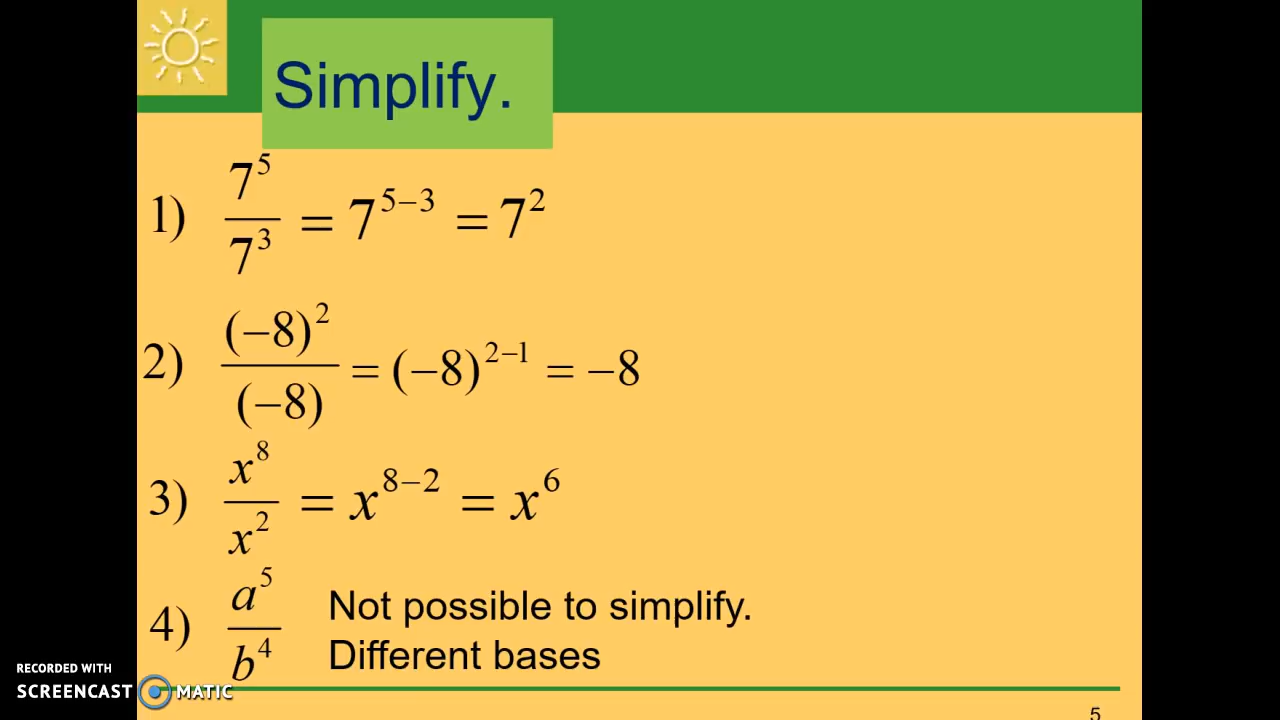 Simplify.
1) 7^5/7^3 = 7^{5−3} = 7^2
2) (−8)^2/(−8) = (−8)^{2−1} = −8
3) x^8/x^2 = x^{8−2} = x^6
4) a^5/b^4 Not possible to simplify.
Different bases
RECORDED WITH
SCREENCAST MATIC
5